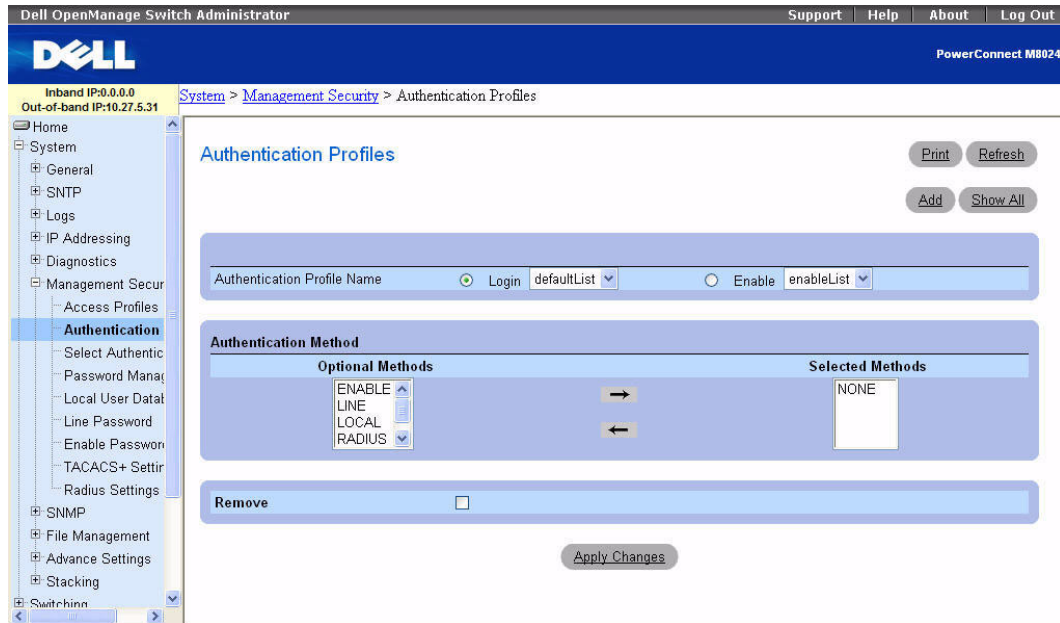 Dell OpenManage Switch Administrator Support Help About Log Out
DELL
PowerConnect M8024
Inband IP:0.0.0.0
Out-of-band IP:10.27.5.31
System > Management Security > Authentication Profiles
Home
System
General
SNTP
Logs
IP Addressing
Diagnostics
Management Secur
Access Profiles
Authentication
Select Authentic
Password Manag
Local User Datab
Line Password
Enable Passwor
TACACS+ Settin
Radius Settings
SNMP
File Management
Advance Settings
Stacking
Switching
Authentication Profiles
Print Refresh
Add Show All
Authentication Profile Name Login defaultList Enable enableList
Authentication Method
Optional Methods Selected Methods
ENABLE
LINE
LOCAL
RADIUS
NONE
Remove
Apply Changes